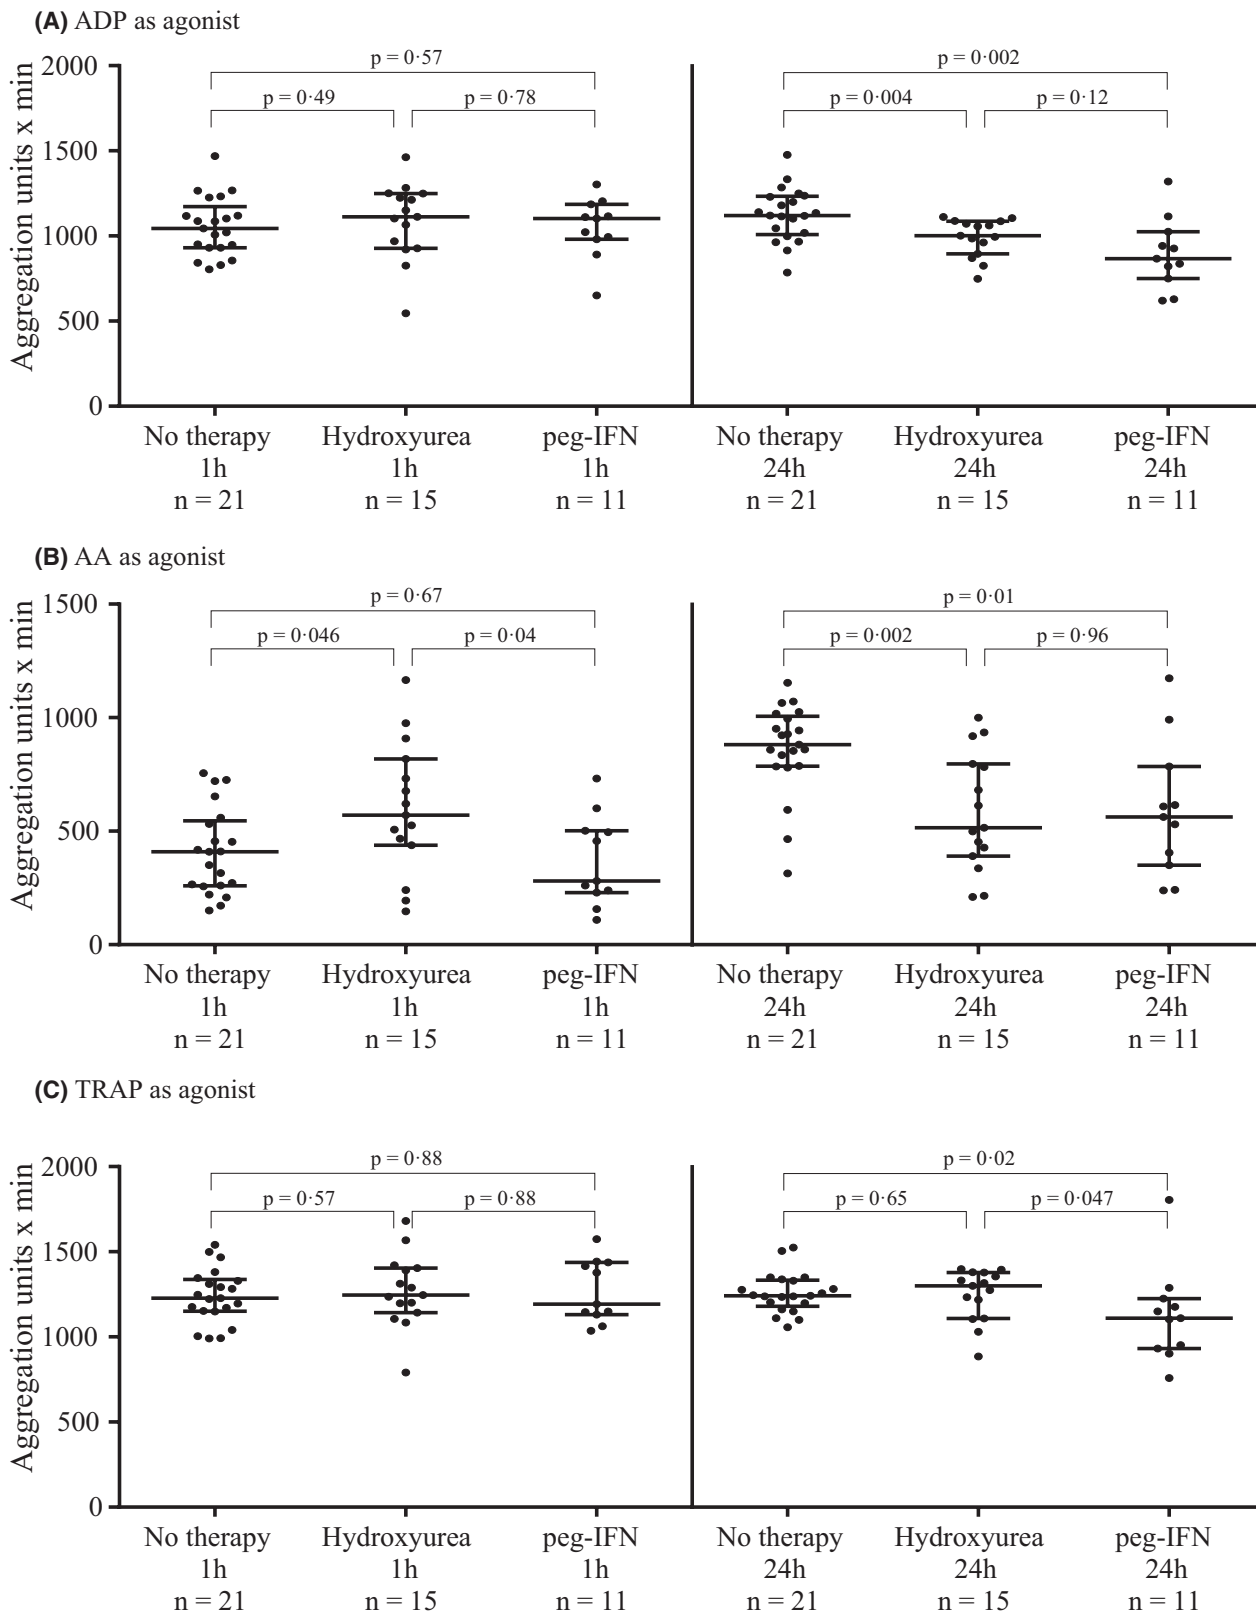 (A) ADP as agonist
Aggregation units x min
2000
1500
1000
500
0
p = 0·57
p = 0·49
p = 0·78
p = 0·002
p = 0·004
p = 0·12
No therapy Hydroxyurea peg-IFN No therapy Hydroxyurea peg-IFN
1h 1h 1h 24h 24h 24h
n = 21 n = 15 n = 11 n = 21 n = 15 n = 11
(B) AA as agonist
Aggregation units x min
1500
1000
500
0
p = 0·67
p = 0·046
p = 0·04
p = 0·01
p = 0·002
p = 0·96
No therapy Hydroxyurea peg-IFN No therapy Hydroxyurea peg-IFN
1h 1h 1h 24h 24h 24h
n = 21 n = 15 n = 11 n = 21 n = 15 n = 11
(C) TRAP as agonist
Aggregation units x min
2000
1500
1000
500
0
p = 0·88
p = 0·57
p = 0·88
p = 0·02
p = 0·65
p = 0·047
No therapy Hydroxyurea peg-IFN No therapy Hydroxyurea peg-IFN
1h 1h 1h 24h 24h 24h
n = 21 n = 15 n = 11 n = 21 n = 15 n = 11